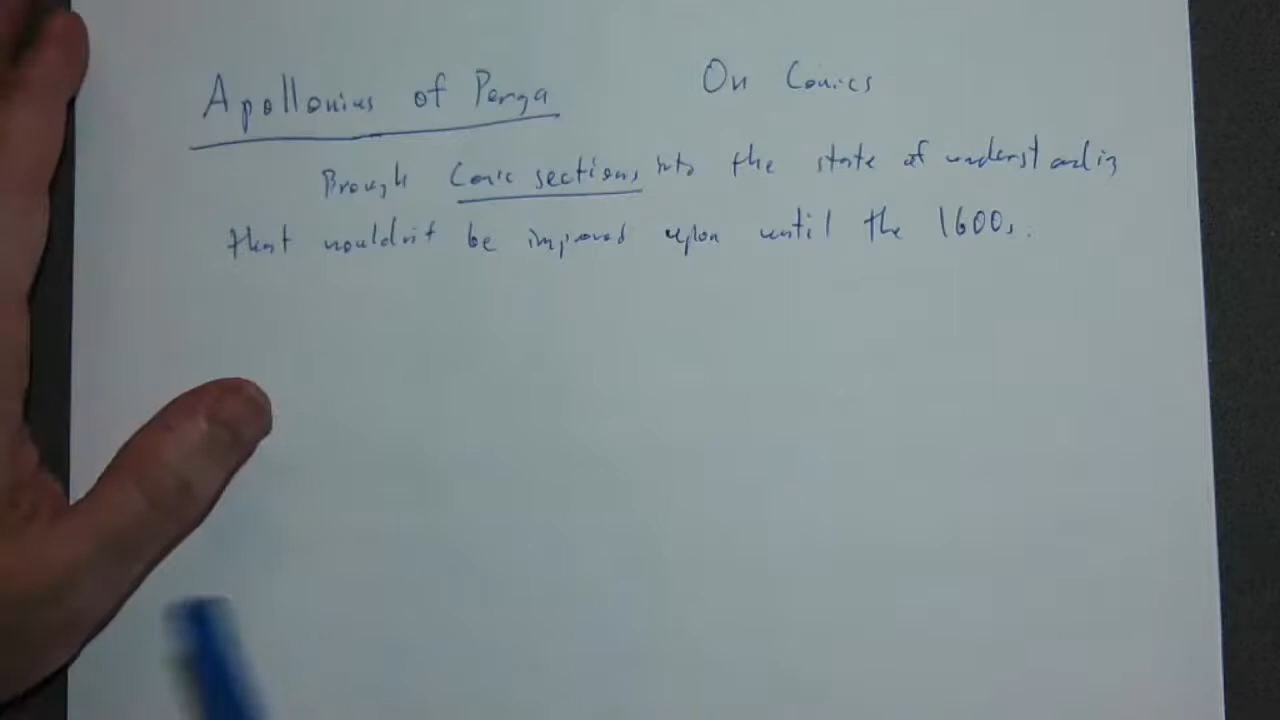 Apollonius of Perga On Conics
Brough Conic sections into the state of understanding
that wouldn't be improved upon until the 1600s.